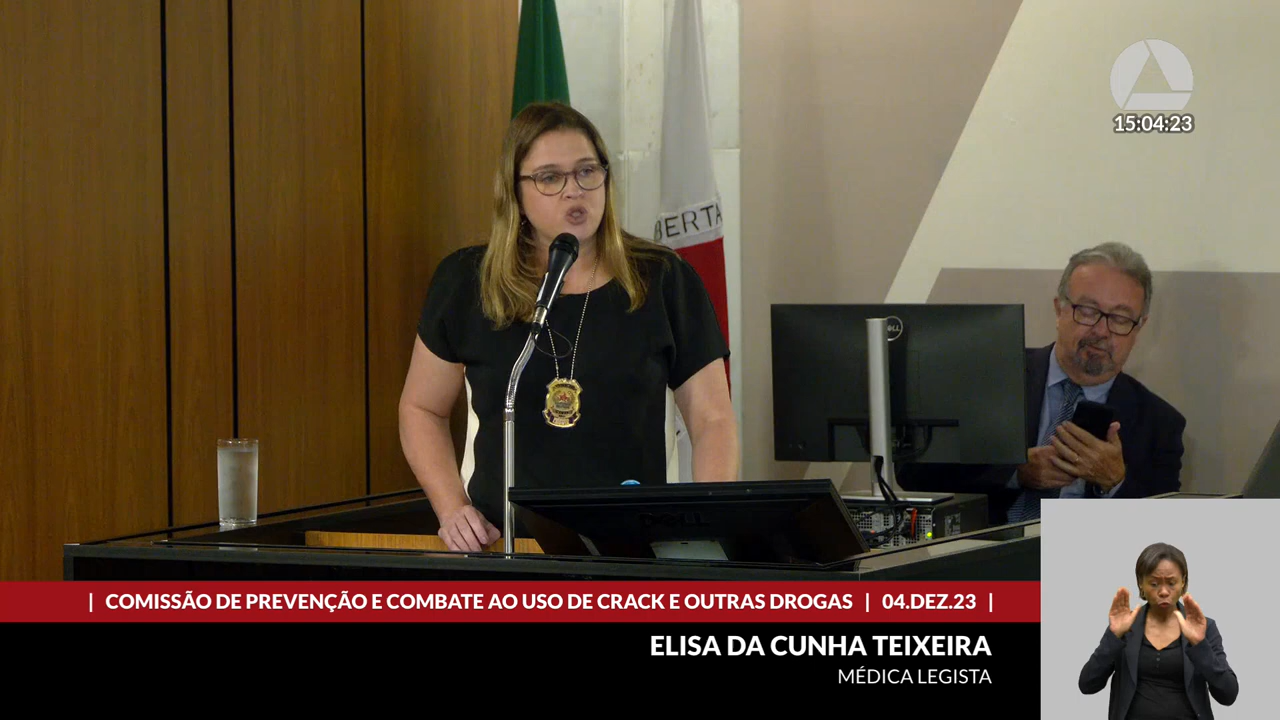 15:04:23
BERTA
DELL
DELL
| COMISSÃO DE PREVENÇÃO E COMBATE AO USO DE CRACK E OUTRAS DROGAS | 04.DEZ.23 |
ELISA DA CUNHA TEIXEIRA
MÉDICA LEGISTA